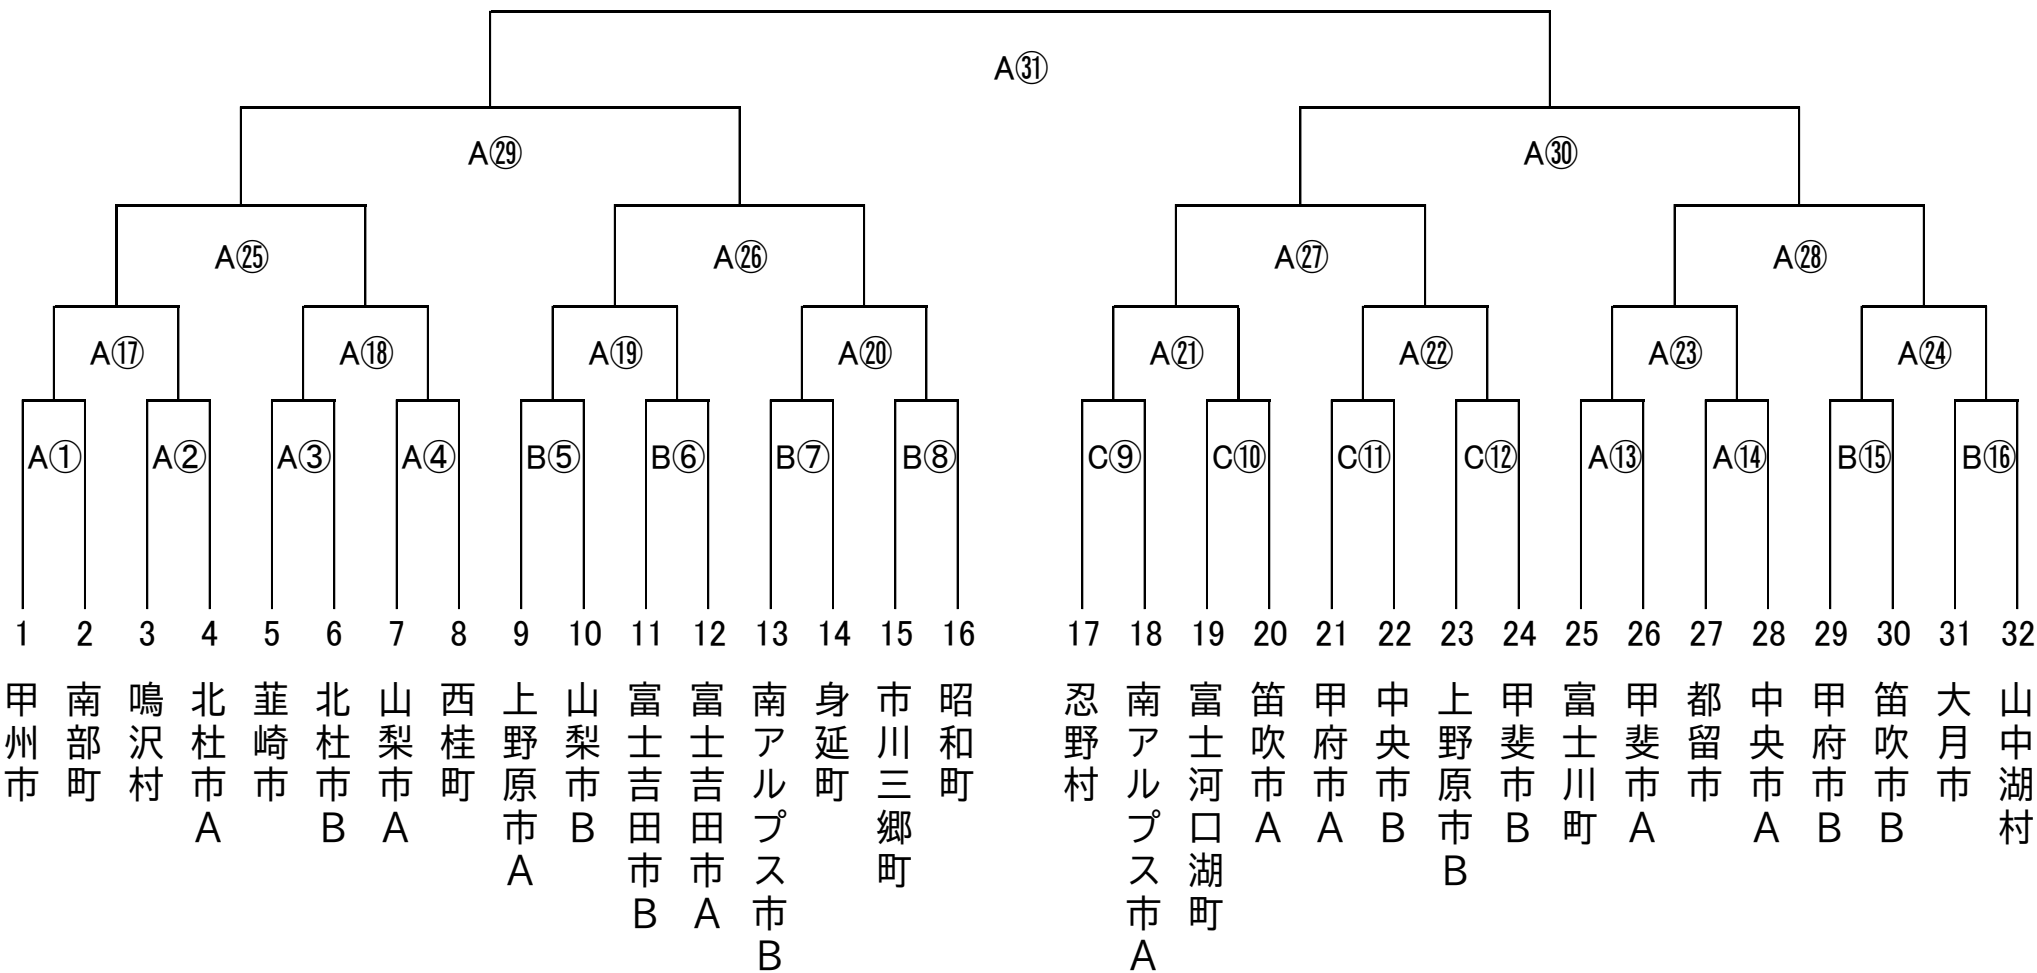 A㉛
A㉙
A㉚
A㉕
A㉖
A㉗
A㉘
A⑰
A⑱
A⑲
A⑳
A㉑
A㉒
A㉓
A㉔
A①
A②
A③
A④
B⑤
B⑥
B⑦
B⑧
C⑨
C⑩
C⑪
C⑫
A⑬
A⑭
B⑮
B⑯
1
2
3
4
5
6
7
8
9
10
11
12
13
14
15
16
17
18
19
20
21
22
23
24
25
26
27
28
29
30
31
32
甲州市
南部町
鳴沢村
北杜市A
韮崎市
北杜市B
山梨市A
西桂町
上野原市A
山梨市B
富士吉田市B
富士吉田市A
南アルプス市B
身延町
市川三郷町
昭和町
忍野村
南アルプス市A
富士河口湖町
笛吹市A
甲府市A
中央市B
上野原市B
甲斐市B
富士川町
甲斐市A
都留市
中央市A
甲府市B
笛吹市B
大月市
山中湖村